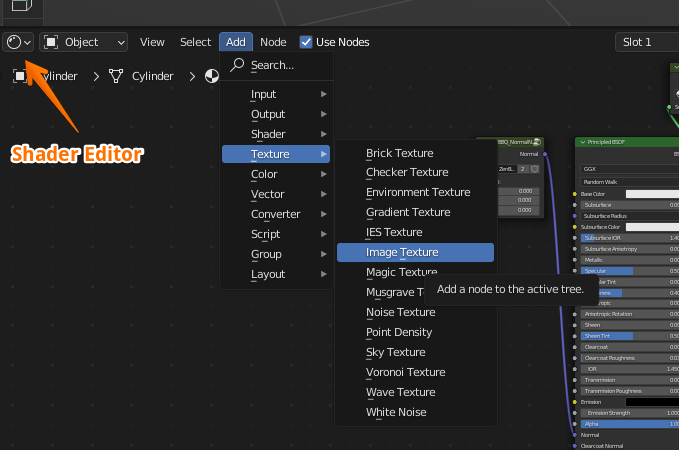 Object View Select Add Node Use Nodes Slot 1
Cylinder Cylinder
Search...
Input
Output
Shader
Texture
Color
Vector
Converter
Script
Group
Layout
Shader Editor
Brick Texture
Checker Texture
Environment Texture
Gradient Texture
IES Texture
Image Texture
Magic Texture
Musgrave T
Noise Texture
Point Density
Sky Texture
Voronoi Texture
Wave Texture
White Noise
Add a node to the active tree.
Normal
2
0.000
0.000
0.000
Principled BSDF
GGX
Random Walk
Base Color
Subsurface
Subsurface Radius
Subsurface Color
Subsurface IOR
Subsurface Anisotropy
Metallic
Specular
Anisotropic Rotation
Sheen
Sheen Tint
Clearcoat
Clearcoat Roughness
IOR
Transmission
Transmission Roughness
Emission
Emission Strength
Alpha
Normal
Clearcoat Normal